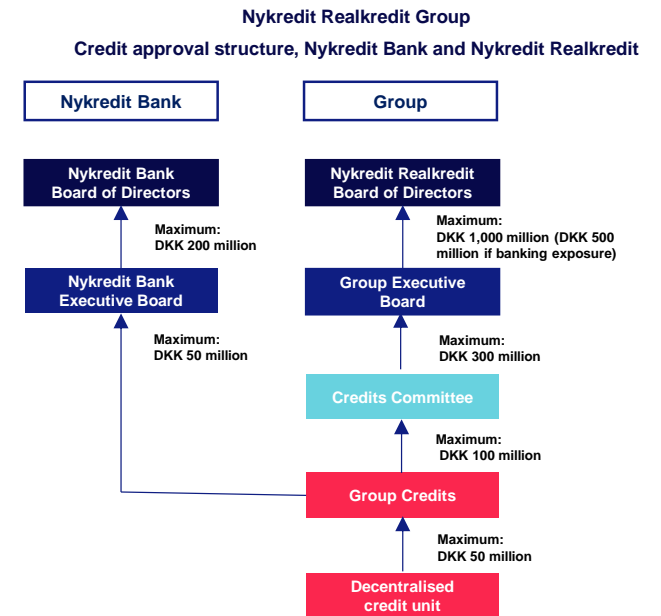 Nykredit Realkredit Group
Credit approval structure, Nykredit Bank and Nykredit Realkredit
Nykredit Bank
Group
Nykredit Bank
Board of Directors
Nykredit Realkredit
Board of Directors
Maximum:
DKK 200 million
Maximum:
DKK 1,000 million (DKK 500
million if banking exposure)
Nykredit Bank
Executive Board
Group Executive
Board
Maximum:
DKK 50 million
Maximum:
DKK 300 million
Credits Committee
Maximum:
DKK 100 million
Group Credits
Maximum:
DKK 50 million
Decentralised
credit unit